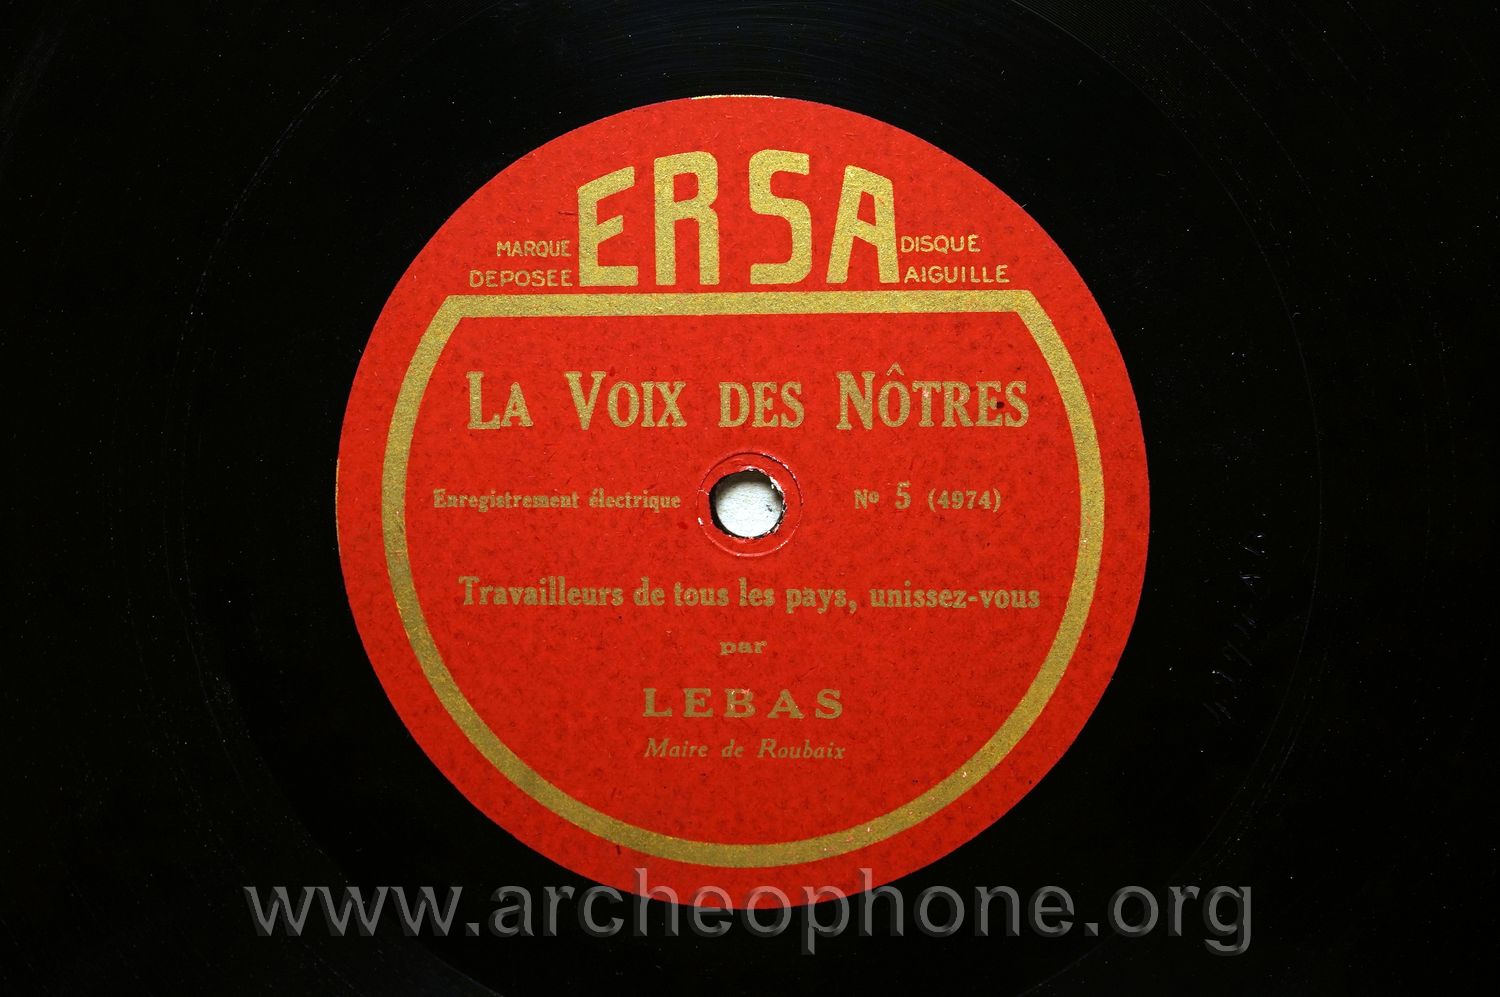 ERSA
MARQUE DEPOSEE
DISQUE AIGUILLE
LA VOIX DES NÔTRES
Enregistrement électrique
Nº 5 (4974)
Travailleurs de tous les pays, unissez-vous
par
LEBAS
Maire de Roubaix
www.archeophone.org